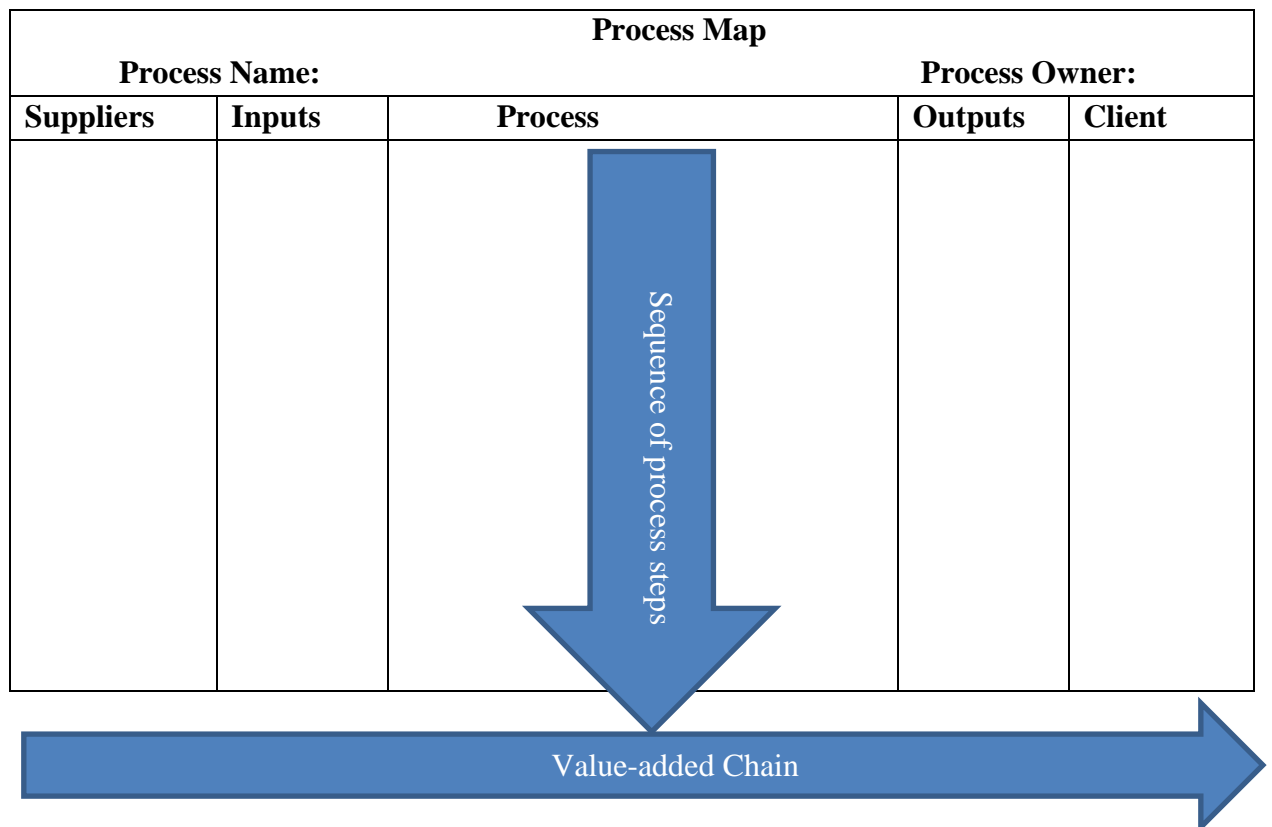 Process Map
Process Name: Process Owner:
Suppliers Inputs Process Outputs Client
Sequence of process steps
Value-added Chain